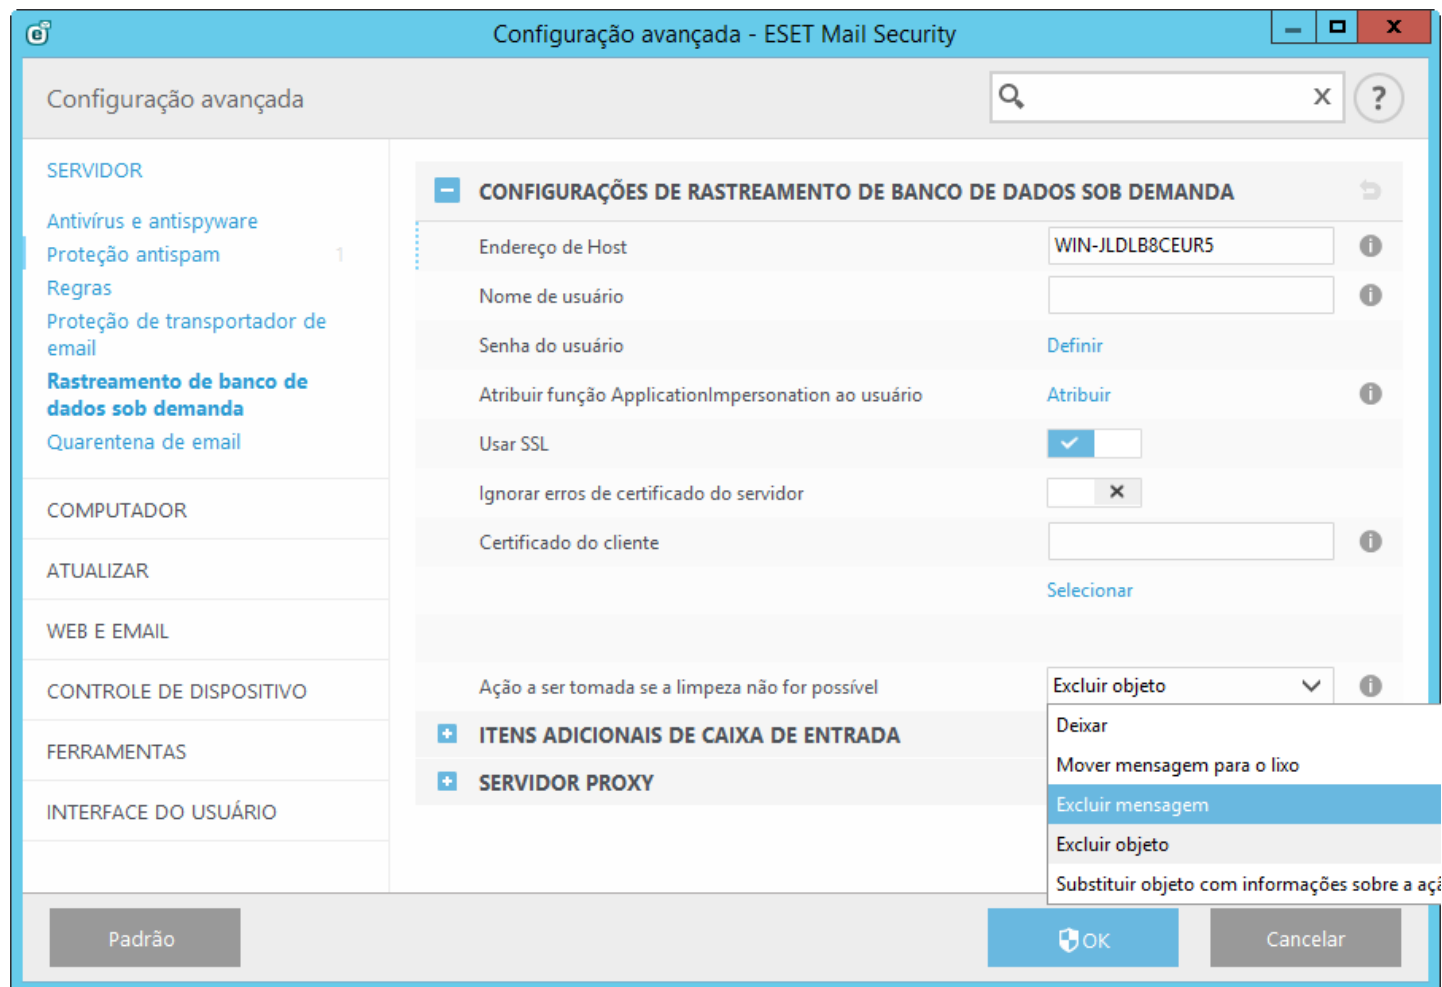 Configuração avançada - ESET Mail Security
Configuração avançada
?
SERVIDOR
Antivírus e antispyware
Proteção antispam 1
Regras
Proteção de transportador de
email
Rastreamento de banco de
dados sob demanda
Quarentena de email
COMPUTADOR
ATUALIZAR
WEB E EMAIL
CONTROLE DE DISPOSITIVO
FERRAMENTAS
INTERFACE DO USUÁRIO
CONFIGURAÇÕES DE RASTREAMENTO DE BANCO DE DADOS SOB DEMANDA
Endereço de Host WIN-JLDLB8CEUR5
Nome de usuário
Senha do usuário Definir
Atribuir função ApplicationImpersonation ao usuário Atribuir
Usar SSL
Ignorar erros de certificado do servidor
Certificado do cliente
Selecionar
Ação a ser tomada se a limpeza não for possível Excluir objeto
Deixar
Mover mensagem para o lixo
Excluir mensagem
Excluir objeto
Substituir objeto com informações sobre a
ITENS ADICIONAIS DE CAIXA DE ENTRADA
SERVIDOR PROXY
Padrão
OK
Cancelar